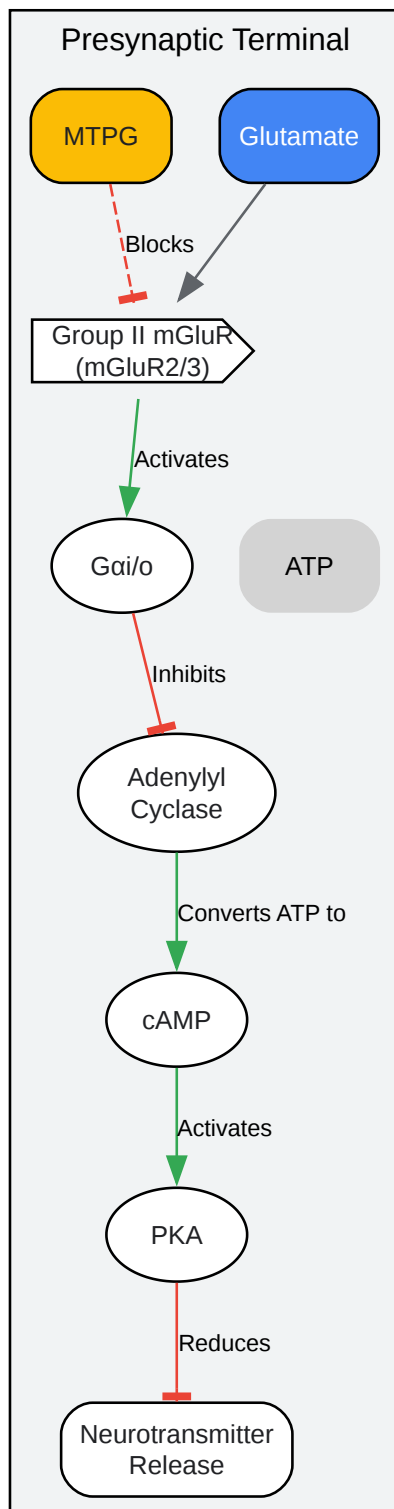 Presynaptic Terminal
MTPG
Glutamate
Blocks
Group II mGluR
(mGluR2/3)
Activates
Gαi/o
ATP
Inhibits
Adenylyl
Cyclase
Converts ATP to
cAMP
Activates
PKA
Reduces
Neurotransmitter
Release